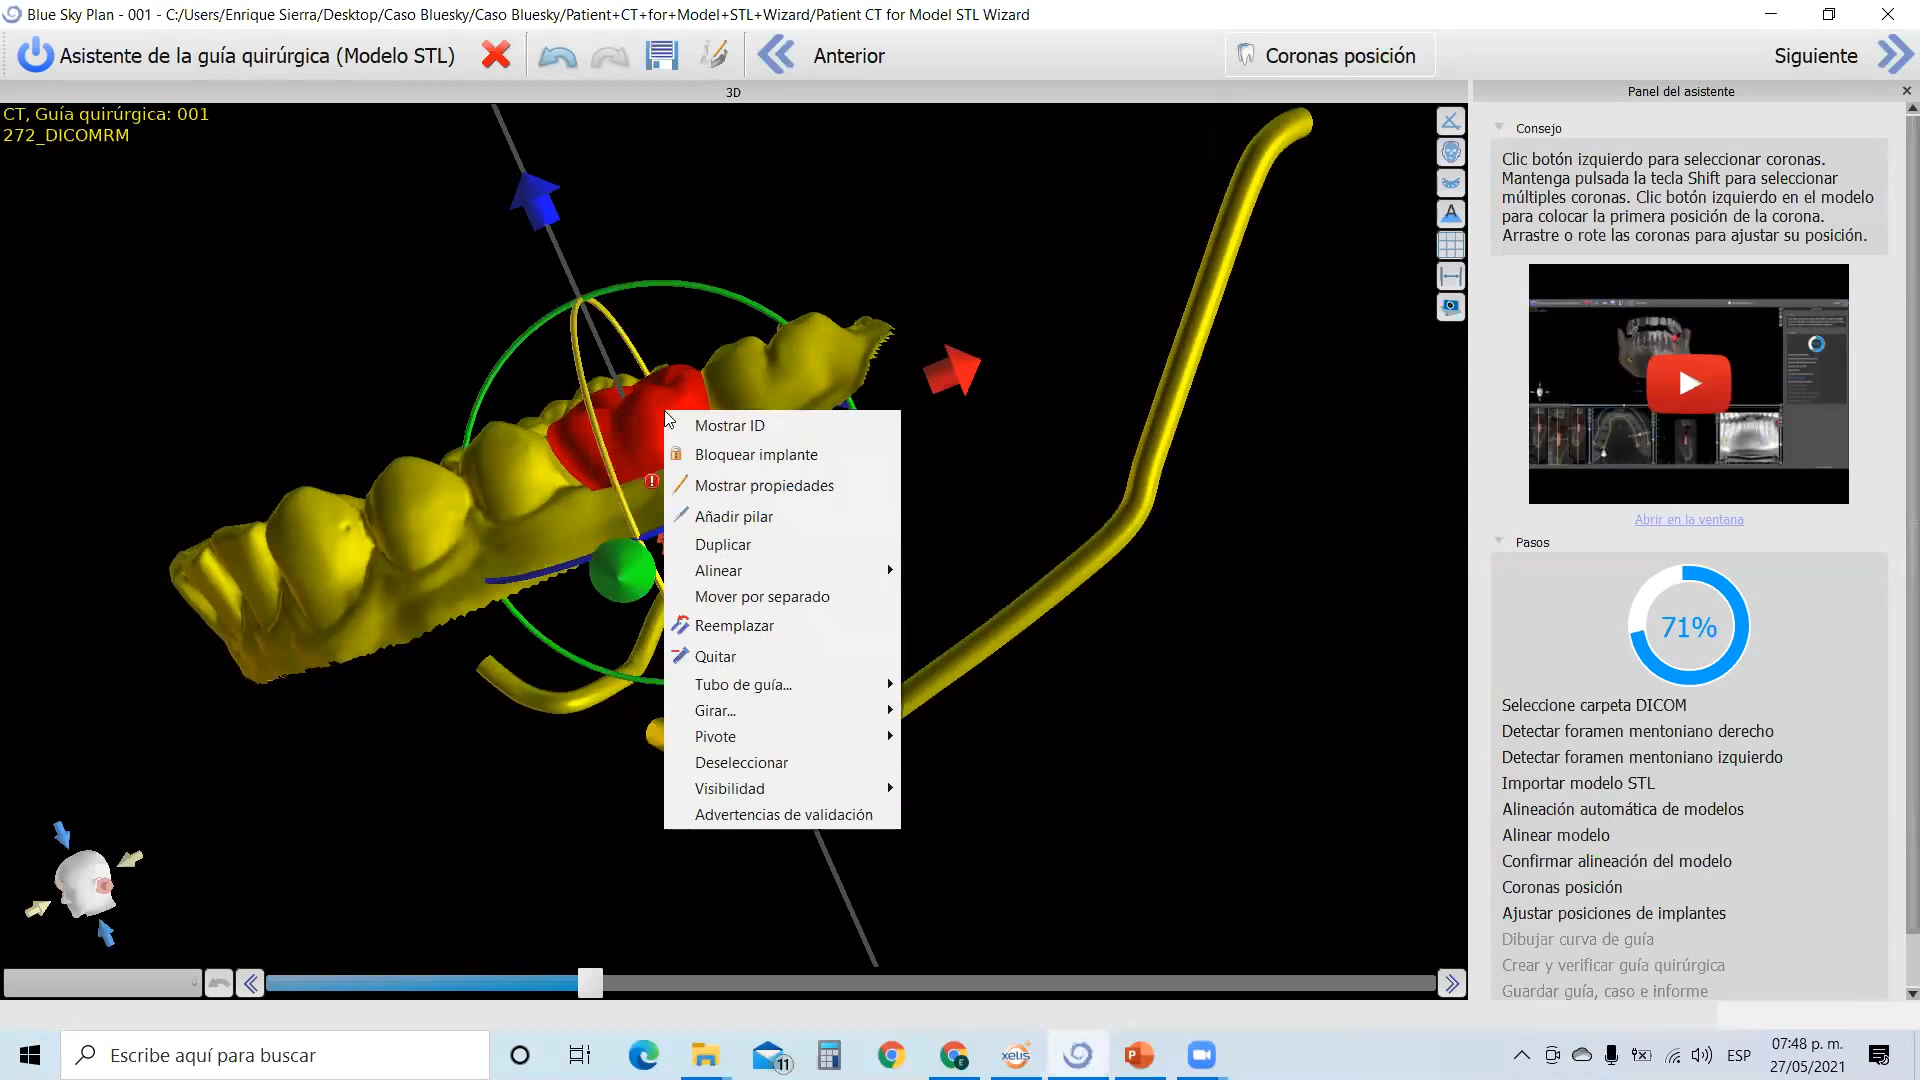 Blue Sky Plan - 001 - C:/Users/Enrique Sierra/Desktop/Caso Bluesky/Caso Bluesky/Patient+CT+for+Model+STL+Wizard/Patient CT for Model STL Wizard
Asistente de la guía quirúrgica (Modelo STL)
Anterior
Coronas posición
Siguiente
3D
Panel del asistente
CT, Guía quirúrgica: 001
272_DICOMRM
Consejo
Clic botón izquierdo para seleccionar coronas.
Mantenga pulsada la tecla Shift para seleccionar
múltiples coronas. Clic botón izquierdo en el modelo
para colocar la primera posición de la corona.
Arrastre o rote las coronas para ajustar su posición.
Abrir en la ventana
Pasos
71%
Seleccione carpeta DICOM
Detectar foramen mentoniano derecho
Detectar foramen mentoniano izquierdo
Importar modelo STL
Alineación automática de modelos
Alinear modelo
Confirmar alineación del modelo
Coronas posición
Ajustar posiciones de implantes
Dibujar curva de guía
Crear y verificar guía quirúrgica
Guardar guía, caso e informe
Mostrar ID
Bloquear implante
Mostrar propiedades
Añadir pilar
Duplicar
Alinear
Mover por separado
Reemplazar
Quitar
Tubo de guía...
Girar...
Pivote
Deseleccionar
Visibilidad
Advertencias de validación
Escribe aquí para buscar
11
E
xelis
P
ESP
07:48 p. m.
27/05/2021